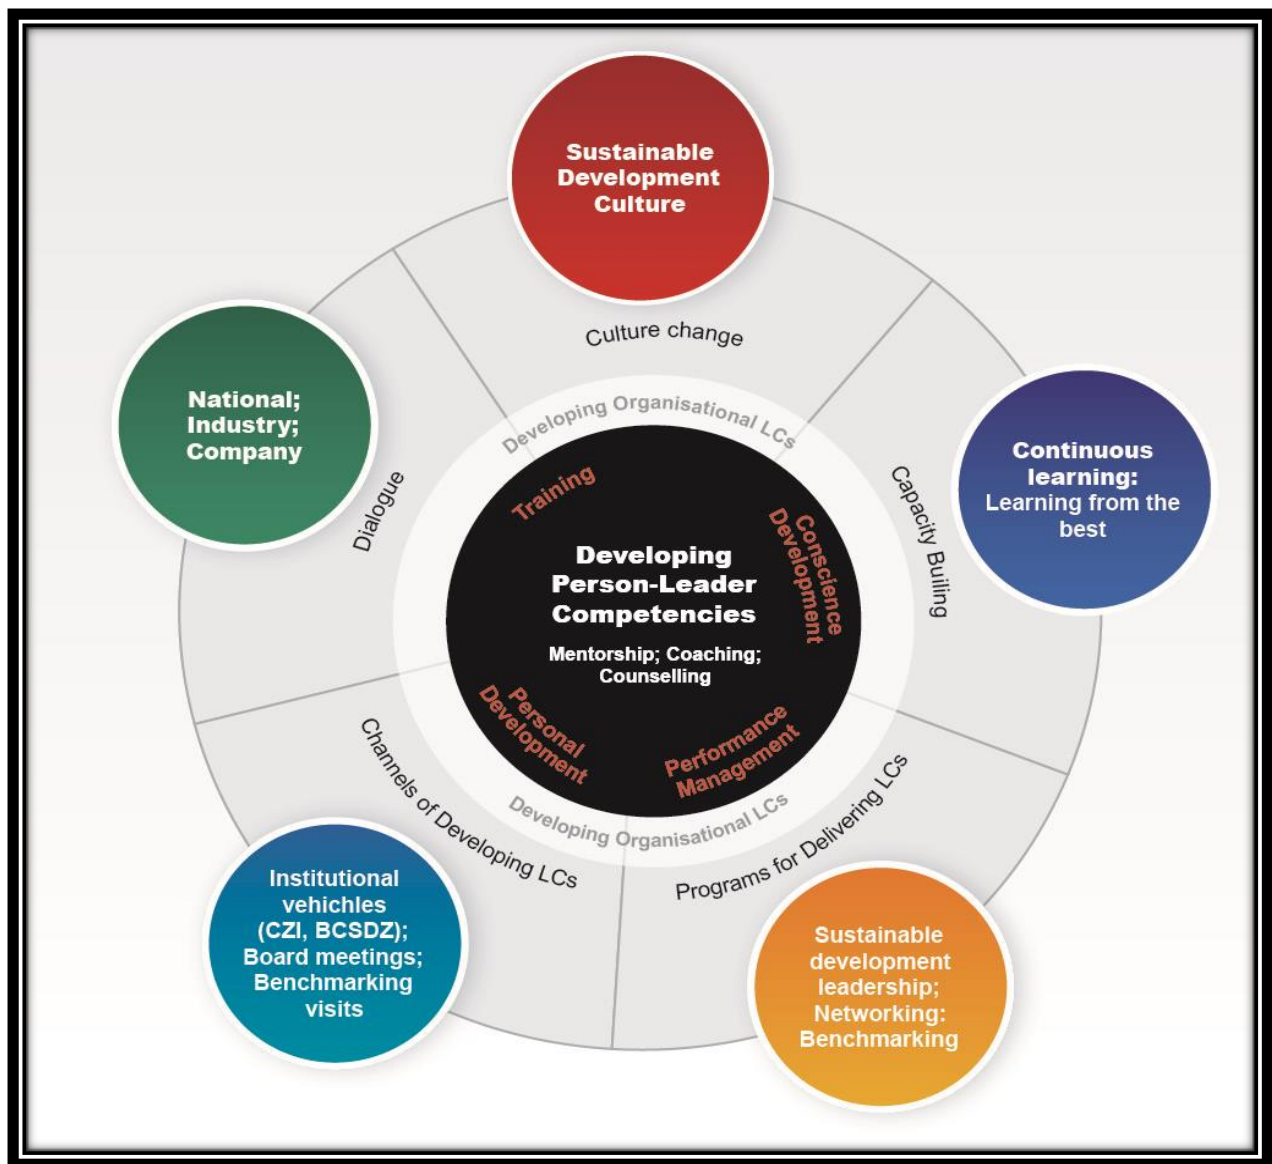 Sustainable
Development
Culture
Culture change
National;
Industry;
Company
Dialogue
Continuous
learning:
Learning from the
best
Capacity Builing
Developing Organisational LCs
Training
Conscience
Development
Developing
Person-Leader
Competencies
Mentorship; Coaching;
Counselling
Personal
Development
Performance
Management
Developing Organisational LCs
Channels of Developing LCs
Programs for Delivering LCs
Institutional
vehichles
(CZI, BCSDZ);
Board meetings;
Benchmarking
visits
Sustainable
development
leadership;
Networking:
Benchmarking